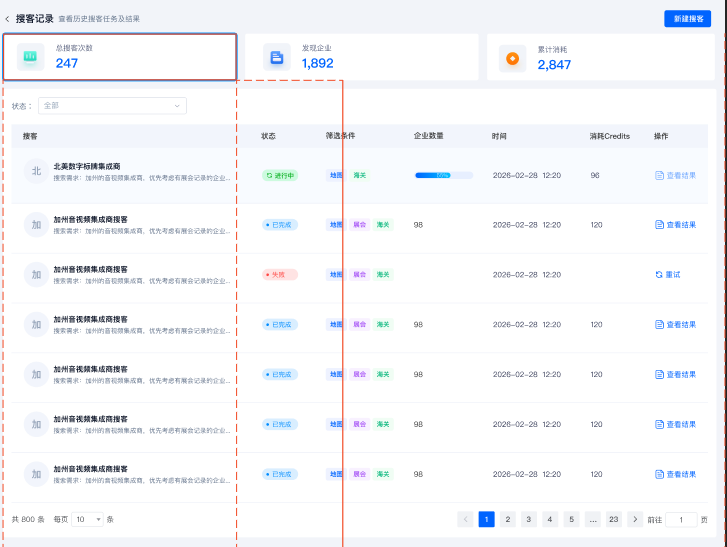 搜客记录 查看历史搜客任务及结果 新建搜客
总搜客次数
247
发现企业
1,892
累计消耗
2,847
状态： 全部
搜客 状态 筛选条件 企业数量 时间 消耗Credits 操作
北 北美数字标牌集成商
搜索需求：加州的音视频集成商，优先考虑有展会记录的企业...
进行中 地图 海关 2026-02-28 12:20 96 查看结果
加 加州音视频集成商搜客
搜索需求：加州的音视频集成商，优先考虑有展会记录的企业...
已完成 地图 展会 海关 98 2026-02-28 12:20 120 查看结果
加 加州音视频集成商搜客
搜索需求：加州的音视频集成商，优先考虑有展会记录的企业...
失败 地图 展会 海关 2026-02-28 12:20 重试
加 加州音视频集成商搜客
搜索需求：加州的音视频集成商，优先考虑有展会记录的企业...
已完成 地图 展会 海关 98 2026-02-28 12:20 120 查看结果
加 加州音视频集成商搜客
搜索需求：加州的音视频集成商，优先考虑有展会记录的企业...
已完成 地图 展会 海关 98 2026-02-28 12:20 120 查看结果
加 加州音视频集成商搜客
搜索需求：加州的音视频集成商，优先考虑有展会记录的企业...
已完成 地图 展会 海关 98 2026-02-28 12:20 120 查看结果
加 加州音视频集成商搜客
搜索需求：加州的音视频集成商，优先考虑有展会记录的企业...
已完成 地图 展会 海关 98 2026-02-28 12:20 120 查看结果
共 800 条 每页 10 条 1 2 3 4 5 ... 23 前往 1 页